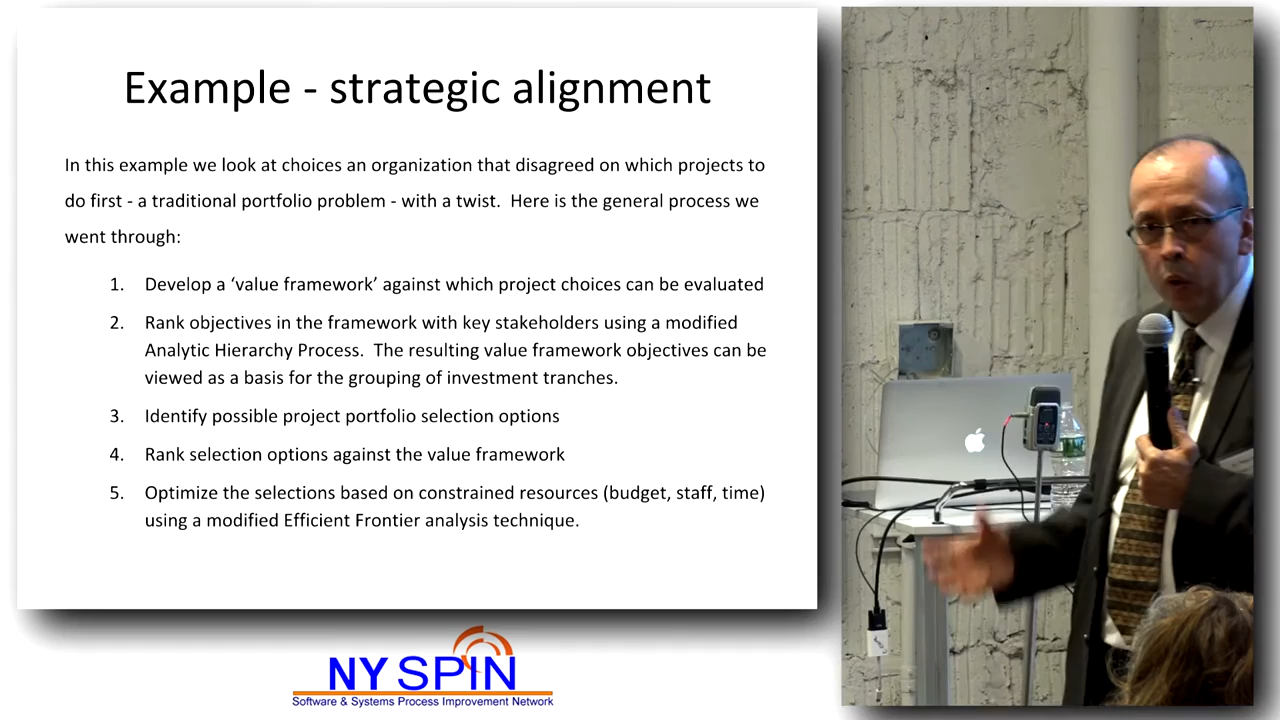 Example - strategic alignment
In this example we look at choices an organization that disagreed on which projects to
do first - a traditional portfolio problem - with a twist.  Here is the general process we
went through:
1. Develop a ‘value framework’ against which project choices can be evaluated
2. Rank objectives in the framework with key stakeholders using a modified
Analytic Hierarchy Process.  The resulting value framework objectives can be
viewed as a basis for the grouping of investment tranches.
3. Identify possible project portfolio selection options
4. Rank selection options against the value framework
5. Optimize the selections based on constrained resources (budget, staff, time)
using a modified Efficient Frontier analysis technique.
NY SPIN
Software & Systems Process Improvement Network